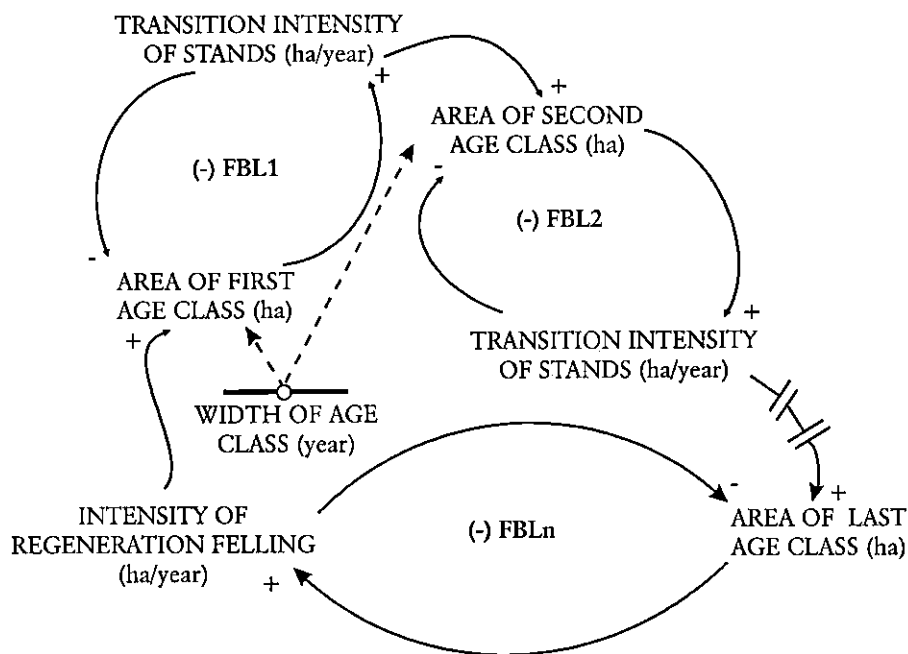 TRANSITION INTENSITY
OF STANDS (ha/year)
+
+
AREA OF SECOND
AGE CLASS (ha)
-
(-) FBL1
(-) FBL2
-
AREA OF FIRST
AGE CLASS (ha)
+
+
TRANSITION INTENSITY
OF STANDS (ha/year)
WIDTH OF AGE
CLASS (year)
-
+
INTENSITY OF
REGENERATION FELLING
(ha/year)
+
(-) FBLn
AREA OF LAST
AGE CLASS (ha)